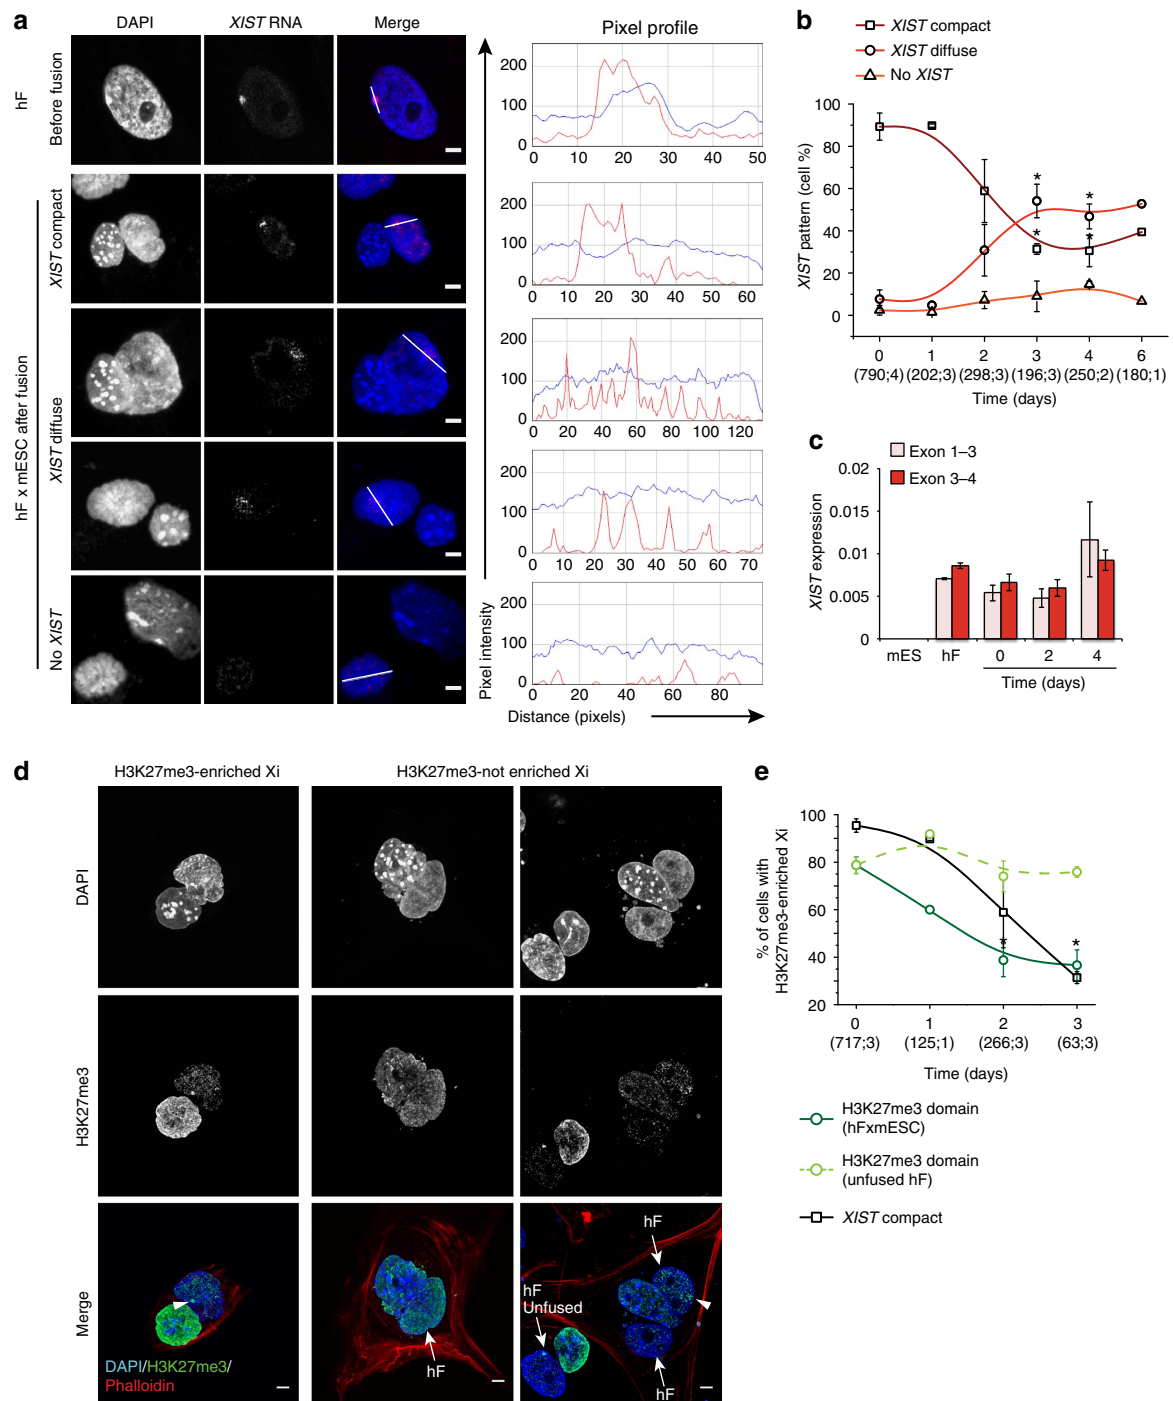 a
DAPI
XIST RNA
Merge
Pixel profile
hF
Before fusion
hF x mESC after fusion
XIST compact
XIST diffuse
No XIST
Pixel intensity
200
100
0
0 10 20 30 40 50
200
100
0
0 10 20 30 40 50 60
200
100
0
0 20 40 60 80 100 120
200
100
0
0 10 20 30 40 50 60 70
200
100
0
0 20 40 60 80
Distance (pixels)
b
XIST compact
XIST diffuse
No XIST
XIST pattern (cell %)
100
80
60
40
20
0
* * * *
0 1 2 3 4 6
(790;4) (202;3) (298;3) (196;3) (250;2) (180;1)
Time (days)
c
Exon 1–3
Exon 3–4
XIST expression
0.02
0.015
0.01
0.005
0
mES hF 0 2 4
Time (days)
d
H3K27me3-enriched Xi
H3K27me3-not enriched Xi
DAPI
H3K27me3
Merge
DAPI/H3K27me3/
Phalloidin
hF
hF
hF
Unfused
hF
e
% of cells with
H3K27me3-enriched Xi
100
80
60
40
20
* *
0 1 2 3
(717;3) (125;1) (266;3) (63;3)
Time (days)
H3K27me3 domain
(hFxmESC)
H3K27me3 domain
(unfused hF)
XIST compact